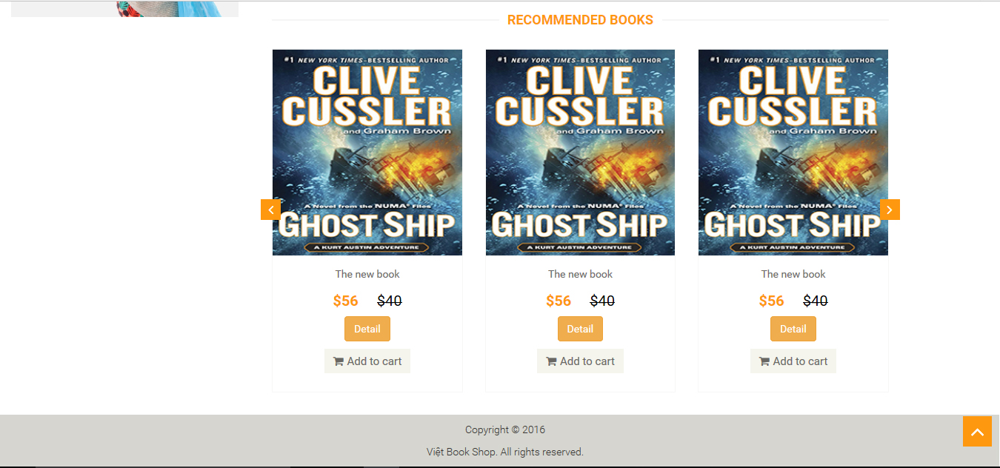 RECOMMENDED BOOKS
#1 NEW YORK TIMES-BESTSELLING AUTHOR
CLIVE
CUSSLER
and Graham Brown
A Novel from the NUMA® Files
GHOST SHIP
A KURT AUSTIN ADVENTURE
The new book
$56 $40
Detail
Add to cart
#1 NEW YORK TIMES-BESTSELLING AUTHOR
CLIVE
CUSSLER
and Graham Brown
A Novel from the NUMA® Files
GHOST SHIP
A KURT AUSTIN ADVENTURE
The new book
$56 $40
Detail
Add to cart
#1 NEW YORK TIMES-BESTSELLING AUTHOR
CLIVE
CUSSLER
and Graham Brown
A Novel from the NUMA® Files
GHOST SHIP
A KURT AUSTIN ADVENTURE
The new book
$56 $40
Detail
Add to cart
Copyright © 2016
Việt Book Shop. All rights reserved.